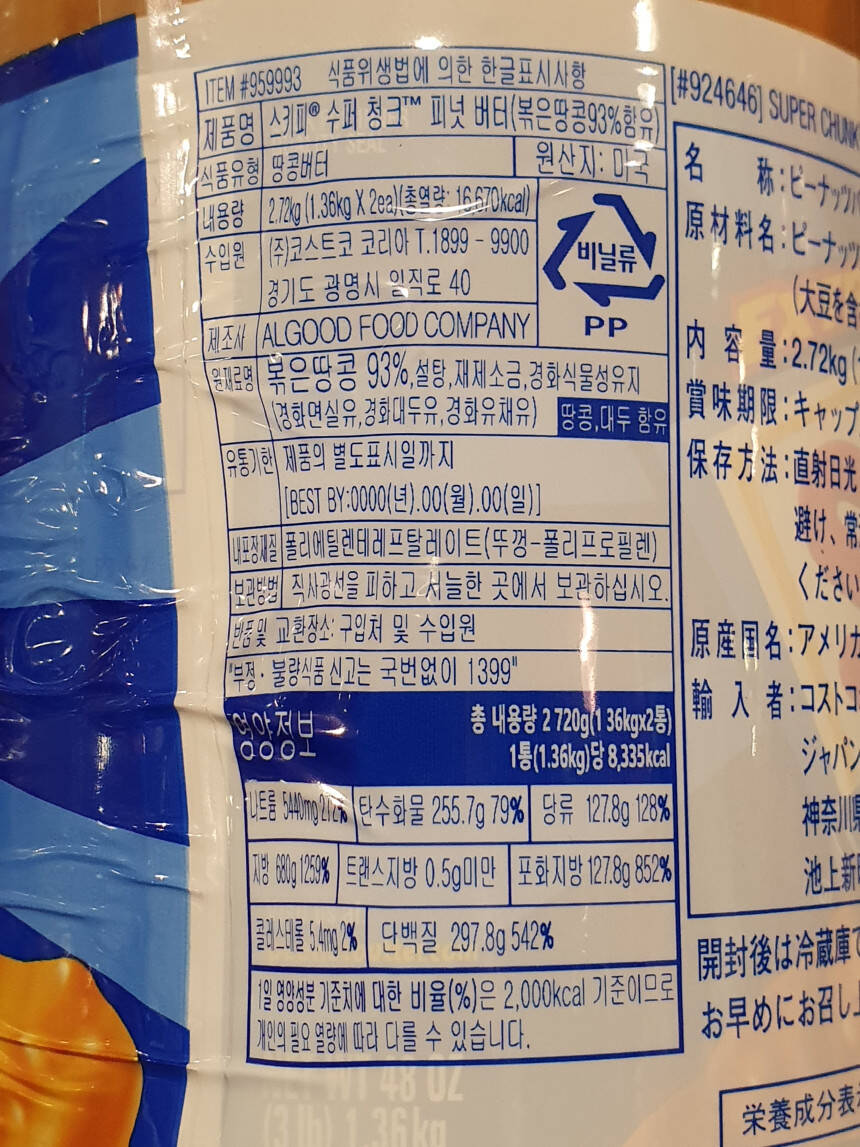 ITEM #959993 식품위생법에 의한 한글표시사항
제품명 스키피® 수퍼 청크™ 피넛 버터(볶은땅콩93%함유)
식품유형 땅콩버터 원산지: 미국
내용량 2.72kg (1.36kg X 2ea)(총열량: 16,670kcal)
수입원 (주)코스트코 코리아 T.1899 - 9900
경기도 광명시 일직로 40
비닐류
PP
제조사 ALGOOD FOOD COMPANY
원재료명 볶은땅콩 93%,설탕,재제소금,경화식물성유지
(경화면실유,경화대두유,경화유채유) 땅콩,대두 함유
유통기한 제품의 별도표시일까지
[BEST BY:0000(년).00(월).00(일)]
내포장재질 폴리에틸렌테레프탈레이트(뚜껑-폴리프로필렌)
보관방법 직사광선을 피하고 서늘한 곳에서 보관하십시오.
반품 및 교환장소: 구입처 및 수입원
"부정·불량식품 신고는 국번없이 1399"
영양정보 총 내용량 2 720g(1 36kgx2통)
1통(1.36kg)당 8,335kcal
나트륨 5440mg 272% 탄수화물 255.7g 79% 당류 127.8g 128%
지방 680g 1259% 트랜스지방 0.5g미만 포화지방 127.8g 852%
콜레스테롤 5.4mg 2% 단백질 297.8g 542%
1일 영양성분 기준치에 대한 비율(%)은 2,000kcal 기준이므로
개인의 필요 열량에 따라 다를 수 있습니다.
48 OZ
(3 lb) 1.36 kg
[#924646] SUPER CHUNK
名 称:ピーナッツ
原材料名:ピーナッツ
(大豆を含
内容量:2.72kg
賞味期限:キャップ
保存方法:直射日光
避け、常
ください
原産国名:アメリカ
輸入者:コストコ
ジャパン
神奈川県
池上新
開封後は冷蔵庫で
お早めにお召し上
栄養成分表